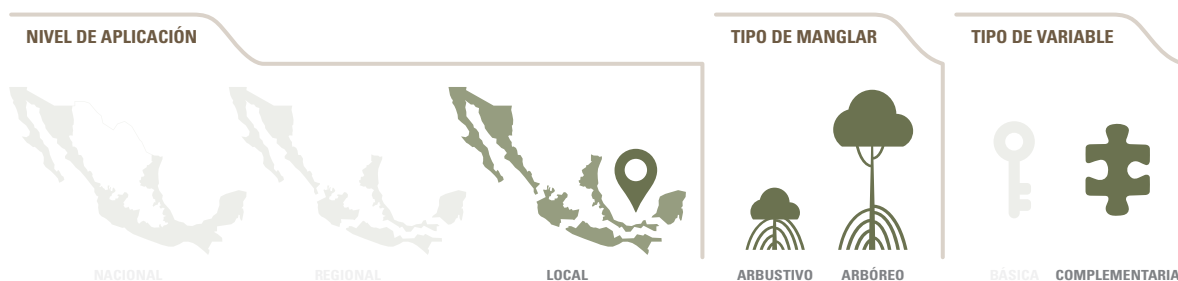 NIVEL DE APLICACIÓN
TIPO DE MANGLAR
TIPO DE VARIABLE
NACIONAL
REGIONAL
LOCAL
ARBUSTIVO
ARBÓREO
BÁSICA
COMPLEMENTARIA